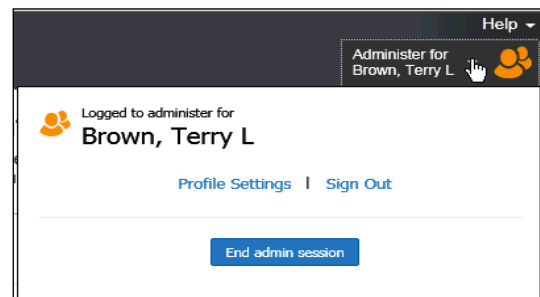 Help
Administer for
Brown, Terry L
Logged to administer for
Brown, Terry L
Profile Settings | Sign Out
End admin session